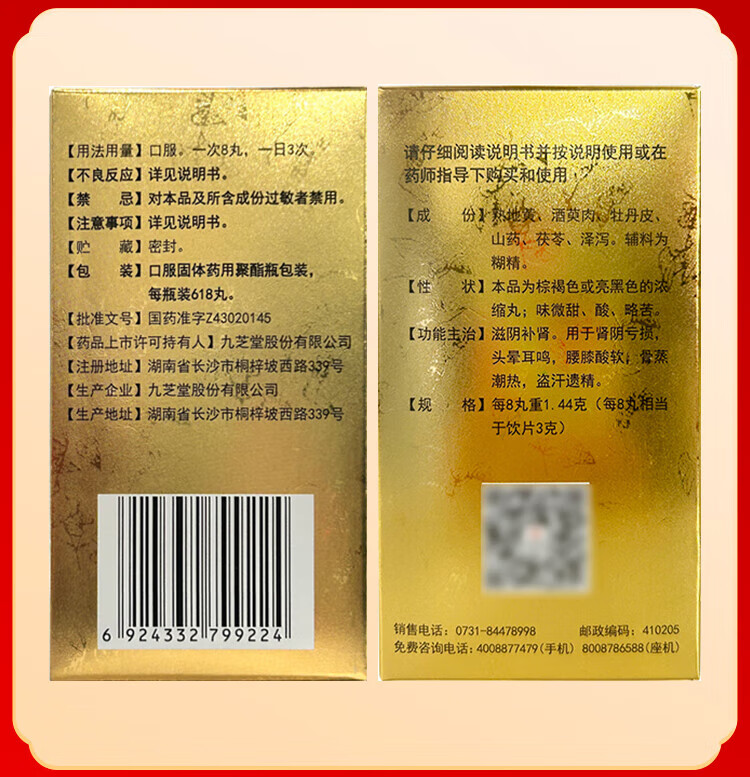 【用法用量】口服。一次8丸，一日3次。
【不良反应】详见说明书。
【禁　　忌】对本品及所含成份过敏者禁用。
【注意事项】详见说明书。
【贮　　藏】密封。
【包　　装】口服固体药用聚酯瓶包装，
每瓶装618丸。
【批准文号】国药准字Z43020145
【药品上市许可持有人】九芝堂股份有限公司
【注册地址】湖南省长沙市桐梓坡西路339号
【生产企业】九芝堂股份有限公司
【生产地址】湖南省长沙市桐梓坡西路339号
6 924332 799224
请仔细阅读说明书并按说明使用或在
药师指导下购买和使用
【成　　份】熟地黄、酒萸肉、牡丹皮、
山药、茯苓、泽泻。辅料为
糊精。
【性　　状】本品为棕褐色或亮黑色的浓
缩丸；味微甜、酸、略苦。
【功能主治】滋阴补肾。用于肾阴亏损，
头晕耳鸣，腰膝酸软，骨蒸
潮热，盗汗遗精。
【规　　格】每8丸重1.44克（每8丸相当
于饮片3克）
销售电话：0731-84478998　　邮政编码：410205
免费咨询电话：4008877479(手机) 8008786588(座机)